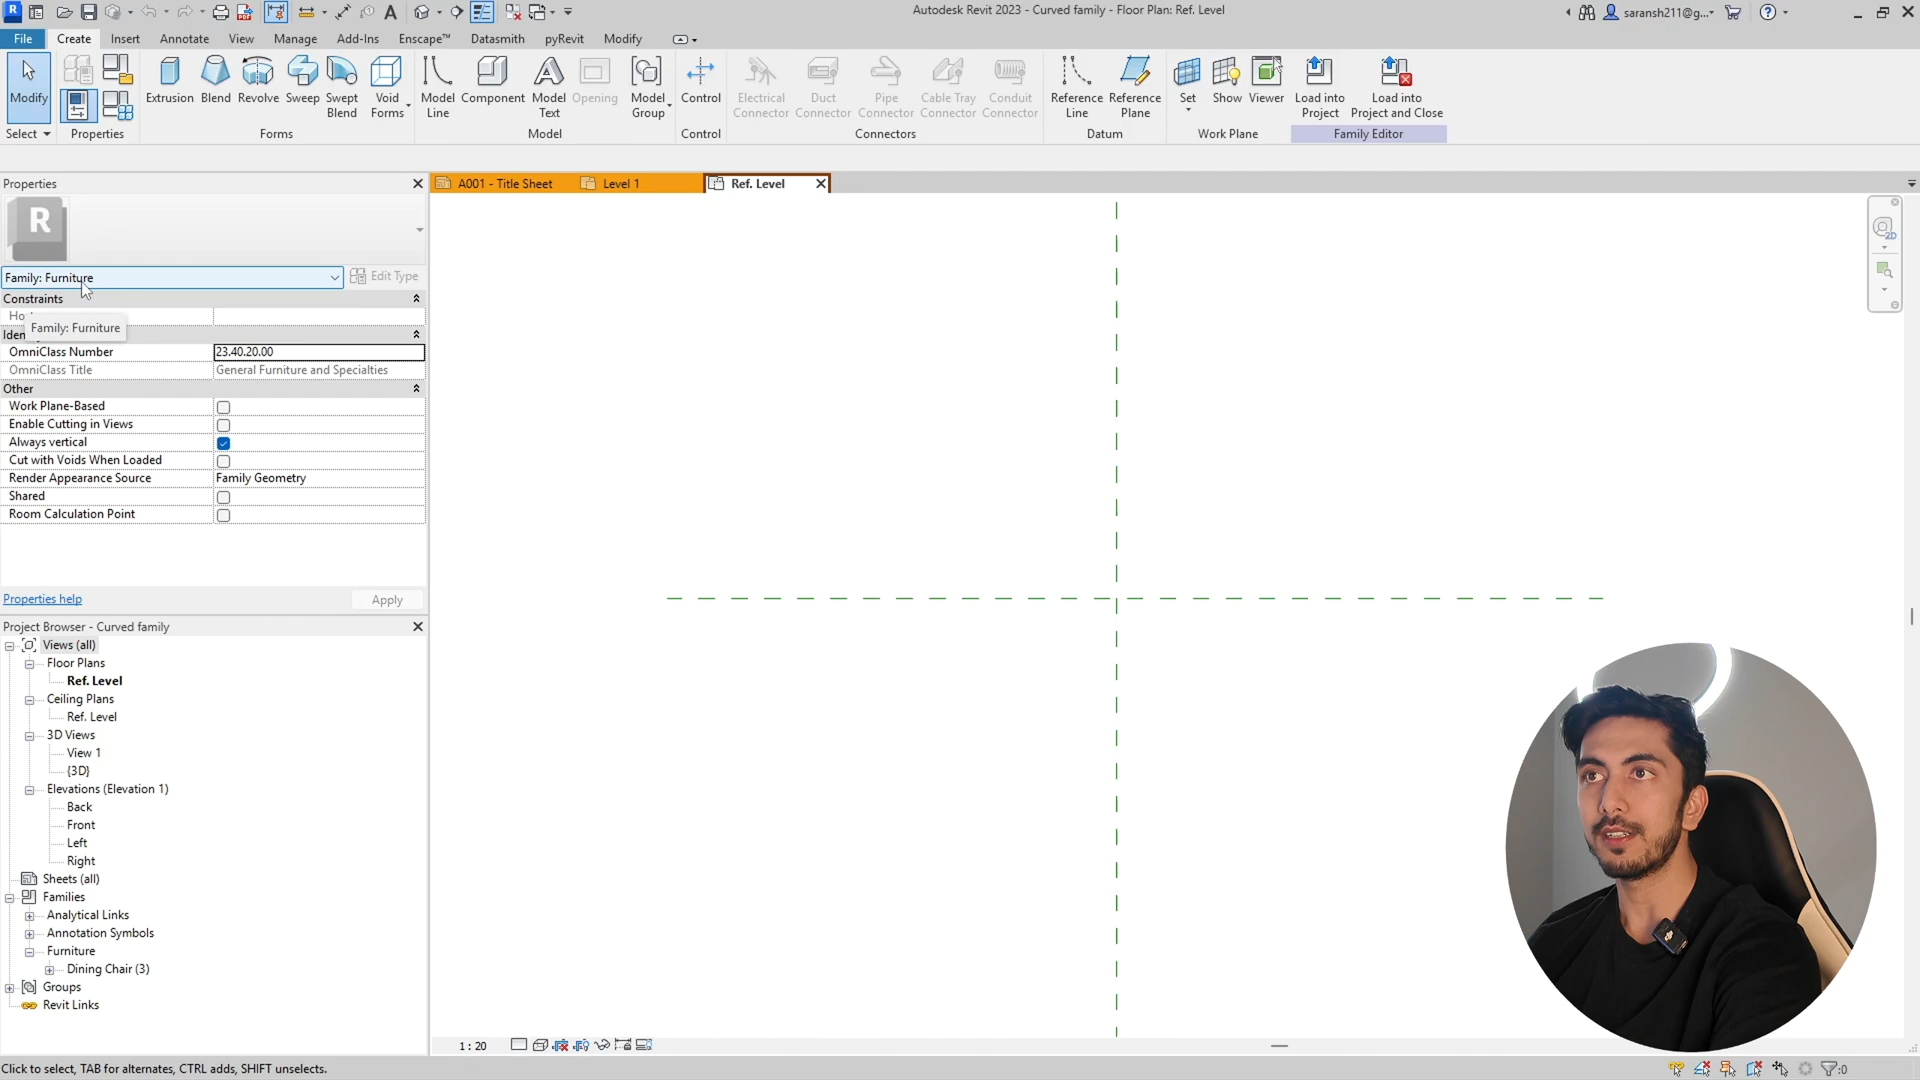 Autodesk Revit 2023 - Curved family - Floor Plan: Ref. Level
saransh211@g...
File Create Insert Annotate View Manage Add-Ins Enscape™ Datasmith pyRevit Modify
Modify Extrusion Blend Revolve Sweep Swept Blend Void Forms Model Line Component Model Text Opening Model Group Control Electrical Connector Duct Connector Pipe Connector Cable Tray Connector Conduit Connector Reference Line Reference Plane Set Show Viewer Load into Project Load into Project and Close
Select Properties Forms Model Control Connectors Datum Work Plane Family Editor
Properties
A001 - Title Sheet Level 1 Ref. Level
R
2D
Family: Furniture Edit Type
Constraints
Ho
Family: Furniture
Iden
OmniClass Number 23.40.20.00
OmniClass Title General Furniture and Specialties
Other
Work Plane-Based
Enable Cutting in Views
Always vertical
Cut with Voids When Loaded
Render Appearance Source Family Geometry
Shared
Room Calculation Point
Properties help Apply
Project Browser - Curved family
Views (all)
Floor Plans
Ref. Level
Ceiling Plans
Ref. Level
3D Views
View 1
{3D}
Elevations (Elevation 1)
Back
Front
Left
Right
Sheets (all)
Families
Analytical Links
Annotation Symbols
Furniture
Dining Chair (3)
Groups
Revit Links
1 : 20
Click to select, TAB for alternates, CTRL adds, SHIFT unselects.
:0